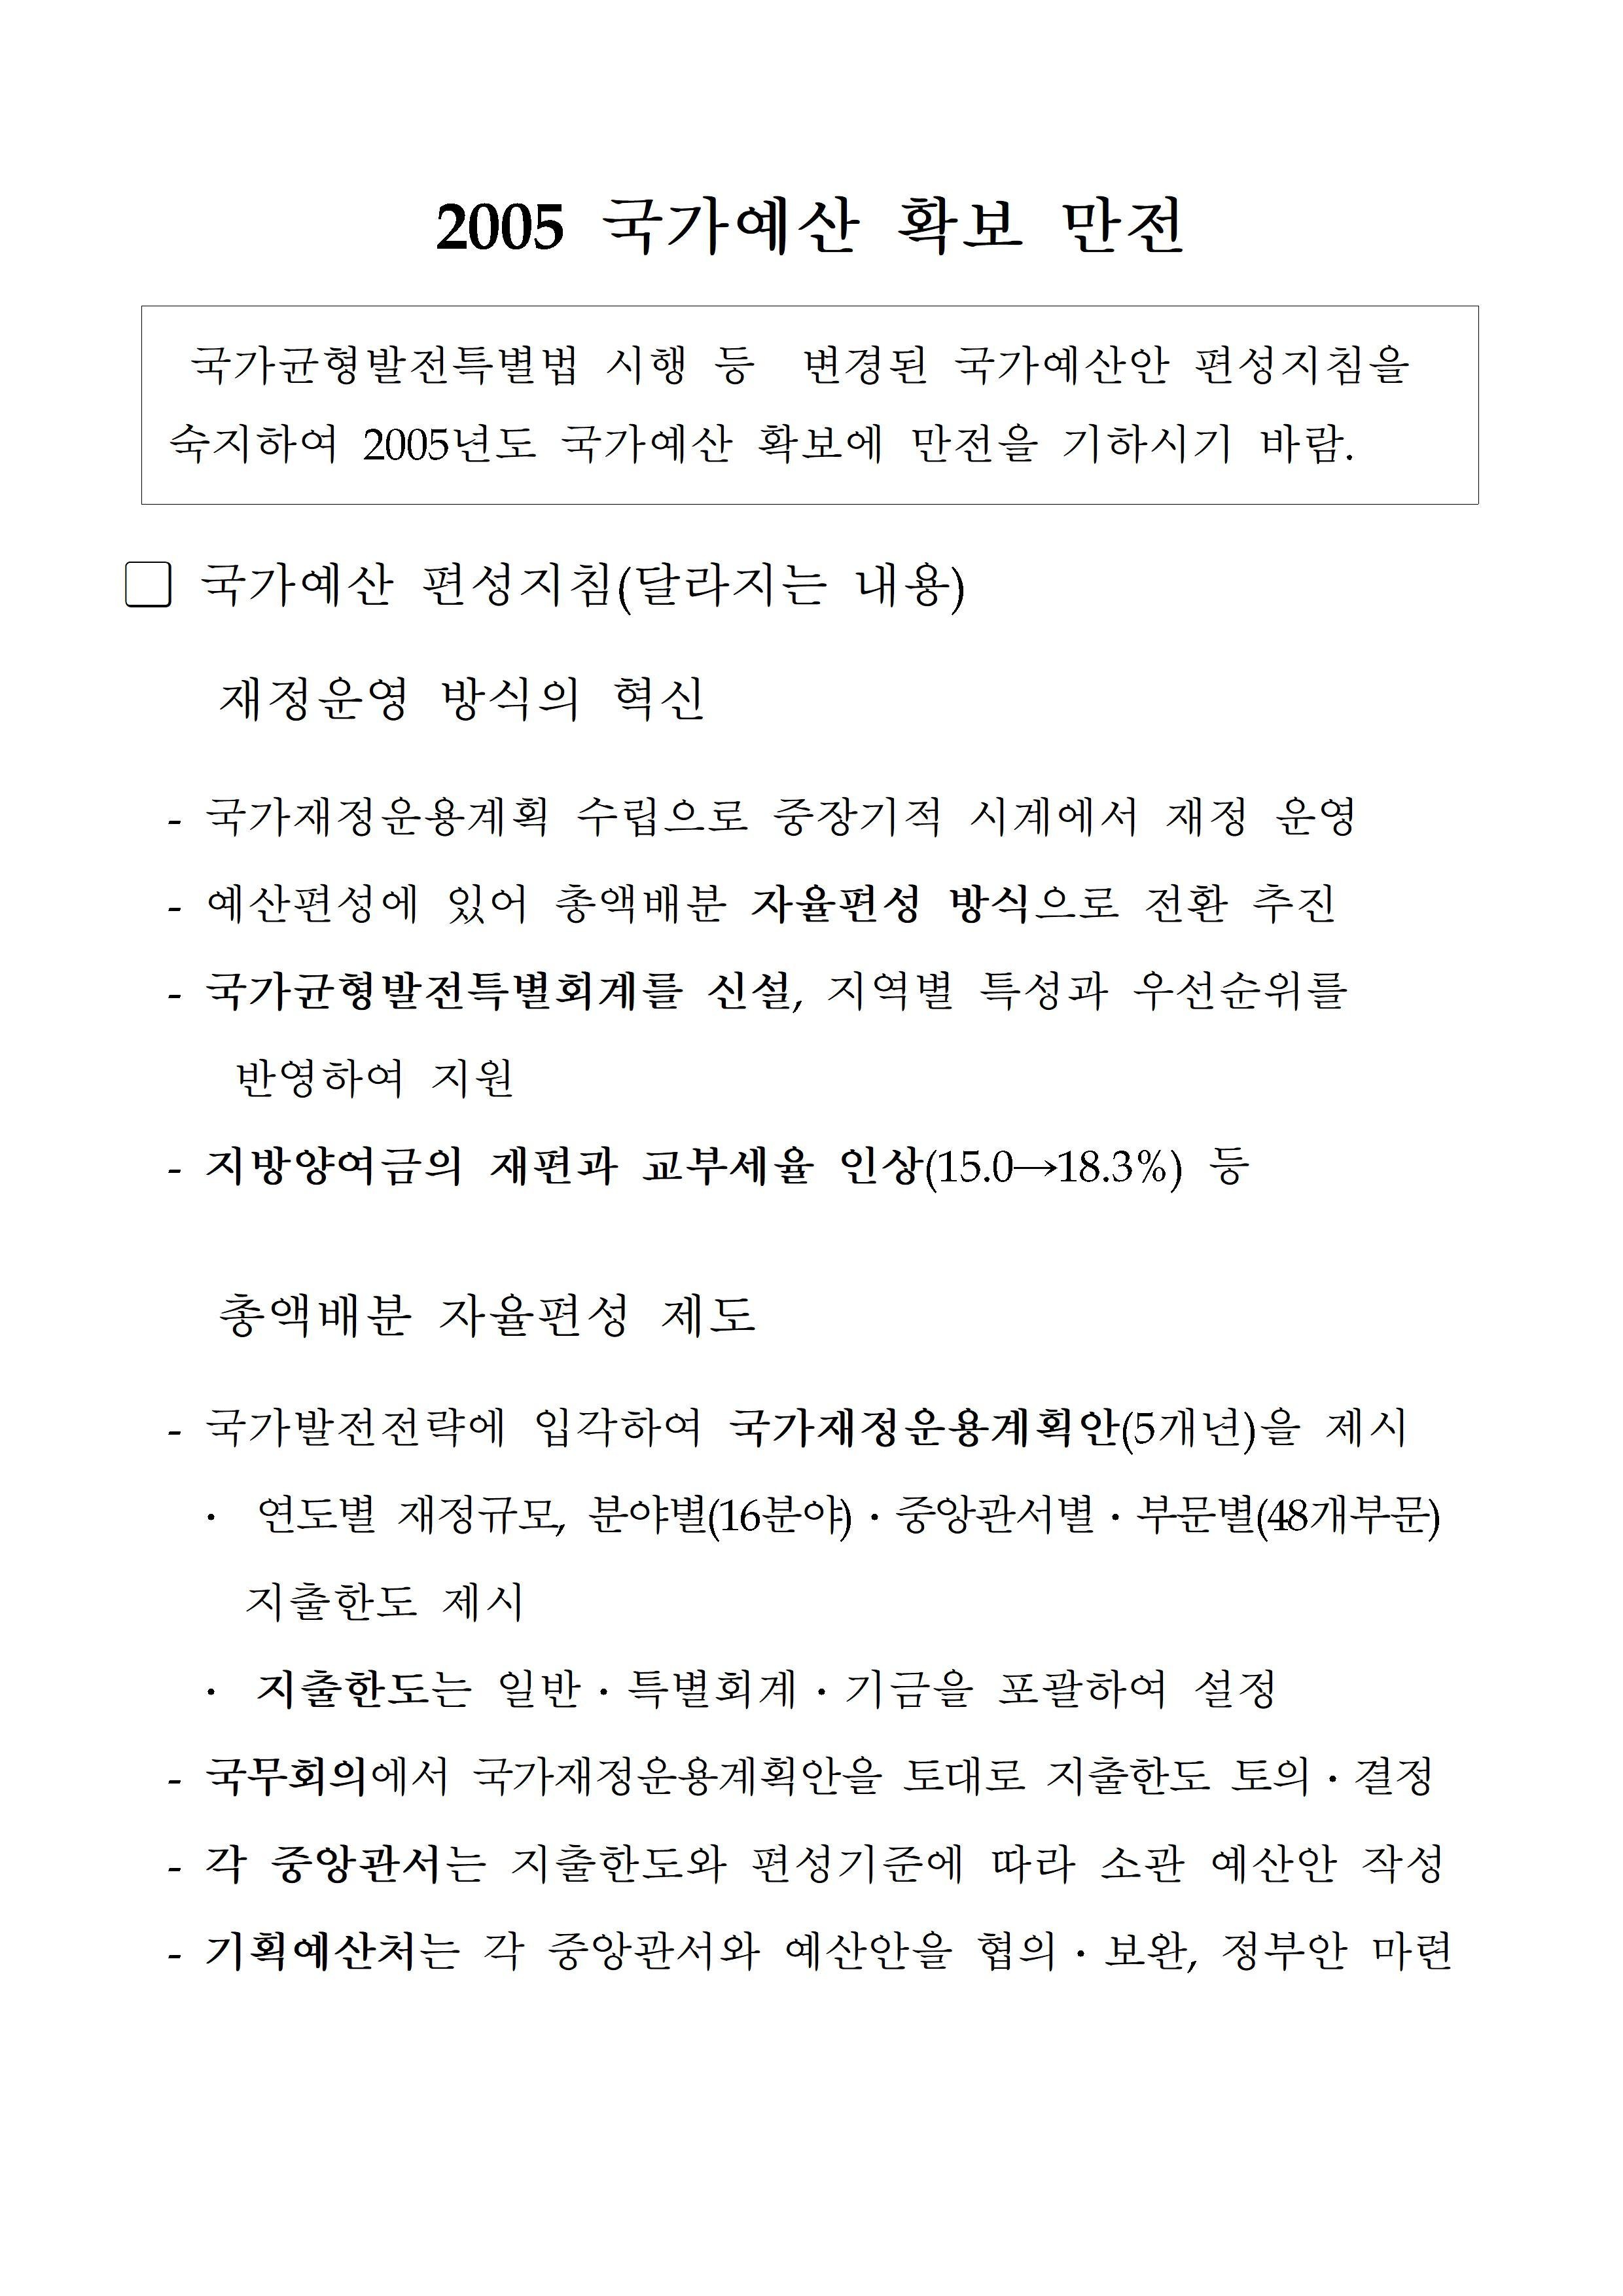 2005 국가예산 확보 만전
국가균형발전특별법 시행 등 변경된 국가예산안 편성지침을
숙지하여 2005년도 국가예산 확보에 만전을 기하시기 바람.
□ 국가예산 편성지침(달라지는 내용)
재정운영 방식의 혁신
- 국가재정운용계획 수립으로 중장기적 시계에서 재정 운영
- 예산편성에 있어 총액배분 자율편성 방식으로 전환 추진
- 국가균형발전특별회계를 신설, 지역별 특성과 우선순위를
반영하여 지원
- 지방양여금의 재편과 교부세율 인상(15.0→18.3%) 등
총액배분 자율편성 제도
- 국가발전전략에 입각하여 국가재정운용계획안(5개년)을 제시
· 연도별 재정규모, 분야별(16분야)·중앙관서별·부문별(48개부문)
지출한도 제시
· 지출한도는 일반·특별회계·기금을 포괄하여 설정
- 국무회의에서 국가재정운용계획안을 토대로 지출한도 토의·결정
- 각 중앙관서는 지출한도와 편성기준에 따라 소관 예산안 작성
- 기획예산처는 각 중앙관서와 예산안을 협의·보완, 정부안 마련